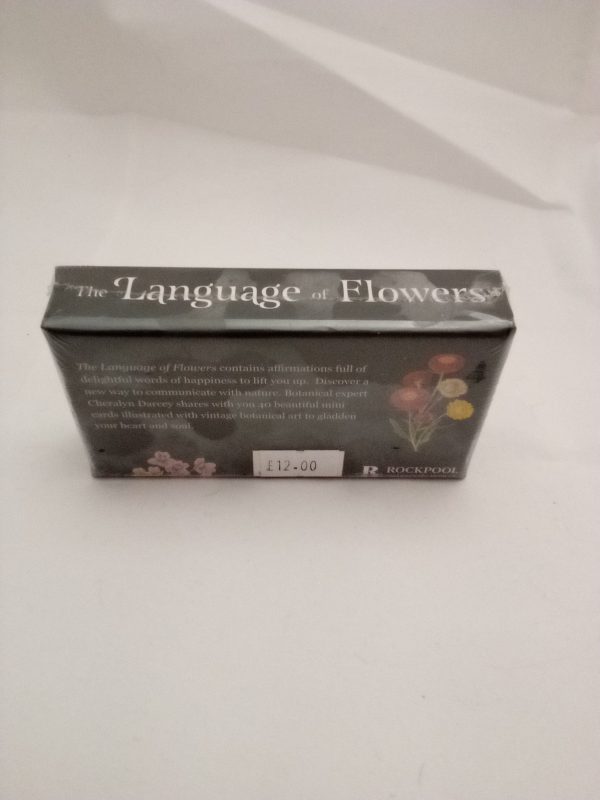 The Language of Flowers
The Language of Flowers contains affirmations full of
delightful words of happiness to lift you up. Discover a
new way to communicate with nature. Botanical expert
Cheralyn Darcey shares with you 40 beautiful mini
cards illustrated with vintage botanical art to gladden
your heart and soul.
£12.00
R ROCKPOOL